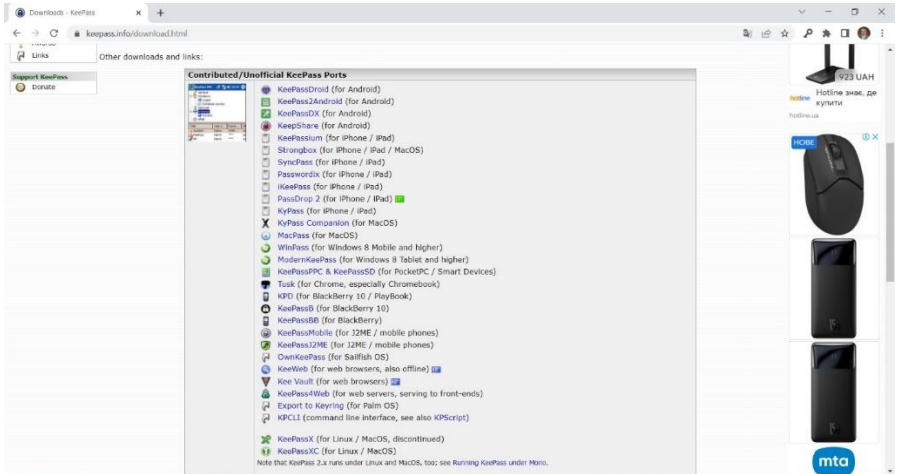 Downloads - KeePass
keepass.info/download.html
Links
Support KeePass
Donate
Other downloads and links:
Contributed/Unofficial KeePass Ports
KeePassDroid (for Android)
KeePass2Android (for Android)
KeePassDX (for Android)
KeepShare (for Android)
KeePassium (for iPhone / iPad)
Strongbox (for iPhone / iPad / MacOS)
SyncPass (for iPhone / iPad)
Passwordix (for iPhone / iPad)
iKeePass (for iPhone / iPad)
PassDrop 2 (for iPhone / iPad)
KyPass (for iPhone / iPad)
KyPass Companion (for MacOS)
MacPass (for MacOS)
WinPass (for Windows 8 Mobile and higher)
ModernKeePass (for Windows 8 Tablet and higher)
KeePassPPC & KeePassSD (for PocketPC / Smart Devices)
Tusk (for Chrome, especially Chromebook)
KPD (for BlackBerry 10 / PlayBook)
KeePassB (for BlackBerry 10)
KeePassBB (for BlackBerry)
KeePassMobile (for J2ME / mobile phones)
KeePassJ2ME (for J2ME / mobile phones)
OwnKeePass (for Sailfish OS)
KeeWeb (for web browsers, also offline)
Kee Vault (for web browsers)
KeePass4Web (for web servers, serving to front-ends)
Export to Keyring (for Palm OS)
KPCLI (command line interface, see also KPScript)
KeePassX (for Linux / MacOS, discontinued)
KeePassXC (for Linux / MacOS)
Note that KeePass 2.x runs under Linux and MacOS, too; see Running KeePass under Mono.
923 UAH
hotline
Hotline знає, де
купити
hotline.ua
НОВЕ
mta